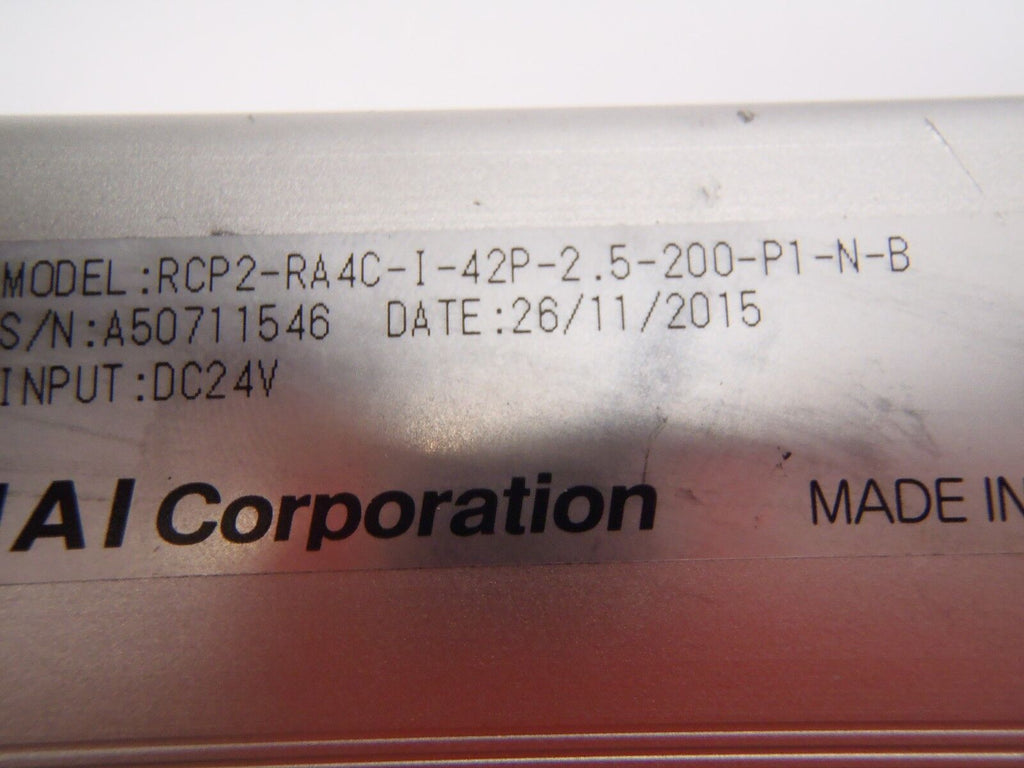 MODEL:RCP2-RA4C-I-42P-2.5-200-P1-N-B
S/N:A50711546 DATE:26/11/2015
INPUT:DC24V
IAI Corporation MADE IN